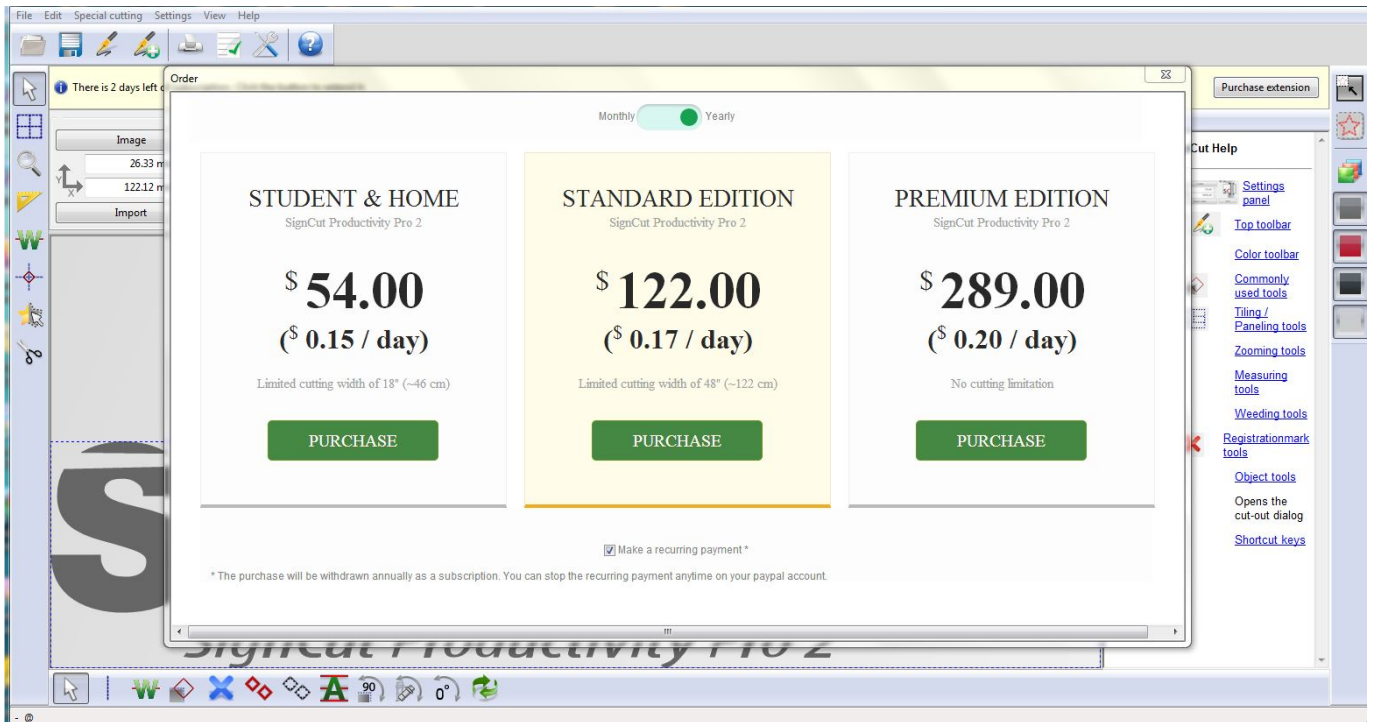 File Edit Special cutting Settings View Help
There is 2 days left
Purchase extension
Image
26.33 m
122.12 m
Import
Order
Monthly Yearly
STUDENT & HOME
SignCut Productivity Pro 2
$ 54.00
($ 0.15 / day)
Limited cutting width of 18" (~46 cm)
PURCHASE
STANDARD EDITION
SignCut Productivity Pro 2
$ 122.00
($ 0.17 / day)
Limited cutting width of 48" (~122 cm)
PURCHASE
PREMIUM EDITION
SignCut Productivity Pro 2
$ 289.00
($ 0.20 / day)
No cutting limitation
PURCHASE
Make a recurring payment *
* The purchase will be withdrawn annually as a subscription. You can stop the recurring payment anytime on your paypal account.
Cut Help
Settings
panel
Top toolbar
Color toolbar
Commonly
used tools
Tiling /
Paneling tools
Zooming tools
Measuring
tools
Weeding tools
Registrationmark
tools
Object tools
Opens the
cut-out dialog
Shortcut keys
S
SignCut Productivity Pro 2
90
0°
- @